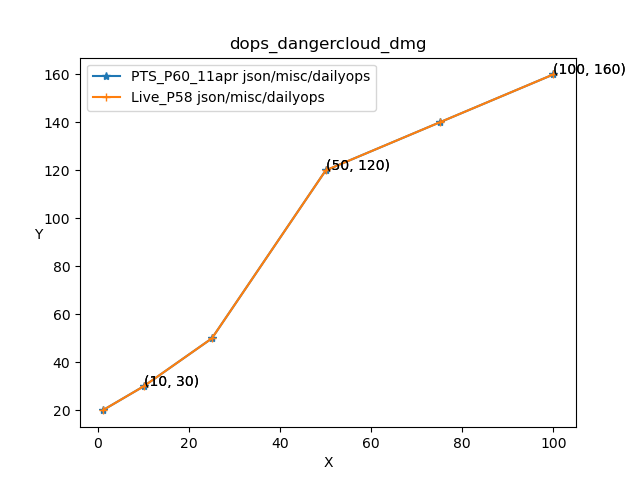 dops_dangercloud_dmg
PTS_P60_11apr json/misc/dailyops
Live_P58 json/misc/dailyops
(100, 160)
(50, 120)
(10, 30)
160
140
120
100
80
60
40
20
Y
0 20 40 60 80 100
X